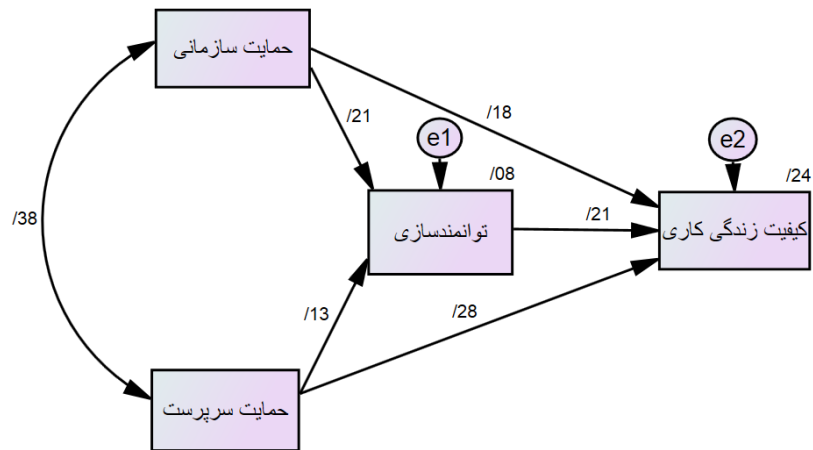 حمایت سازمانی
/21
/18
e1
e2
/08
/24
/38
توانمندسازی
/21
کیفیت زندگی کاری
/13
/28
حمایت سرپرست